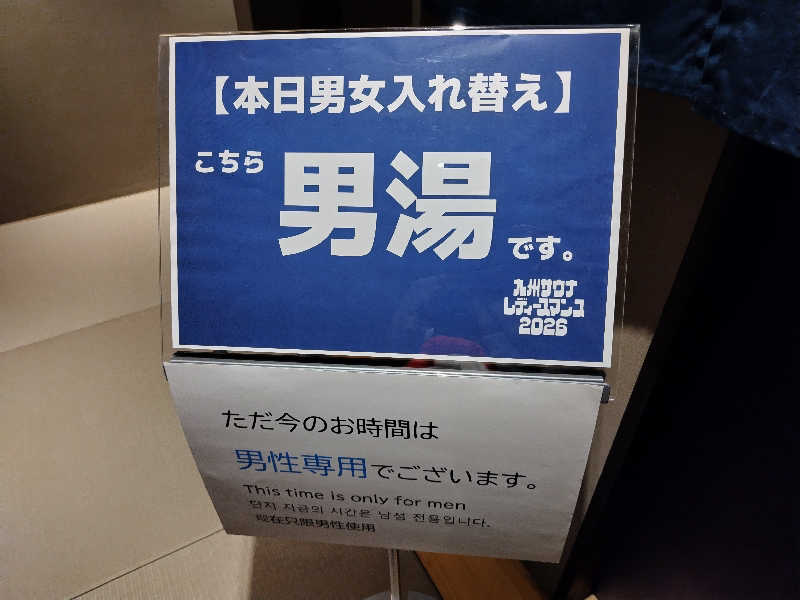 【本日男女入れ替え】
こちら
男湯
です。
九州サウナ
レディースマンス
2026
ただ今のお時間は
男性専用でございます。
This time is only for men
단지 지금의 시간은 남성 전용입니다.
現在只限男性使用